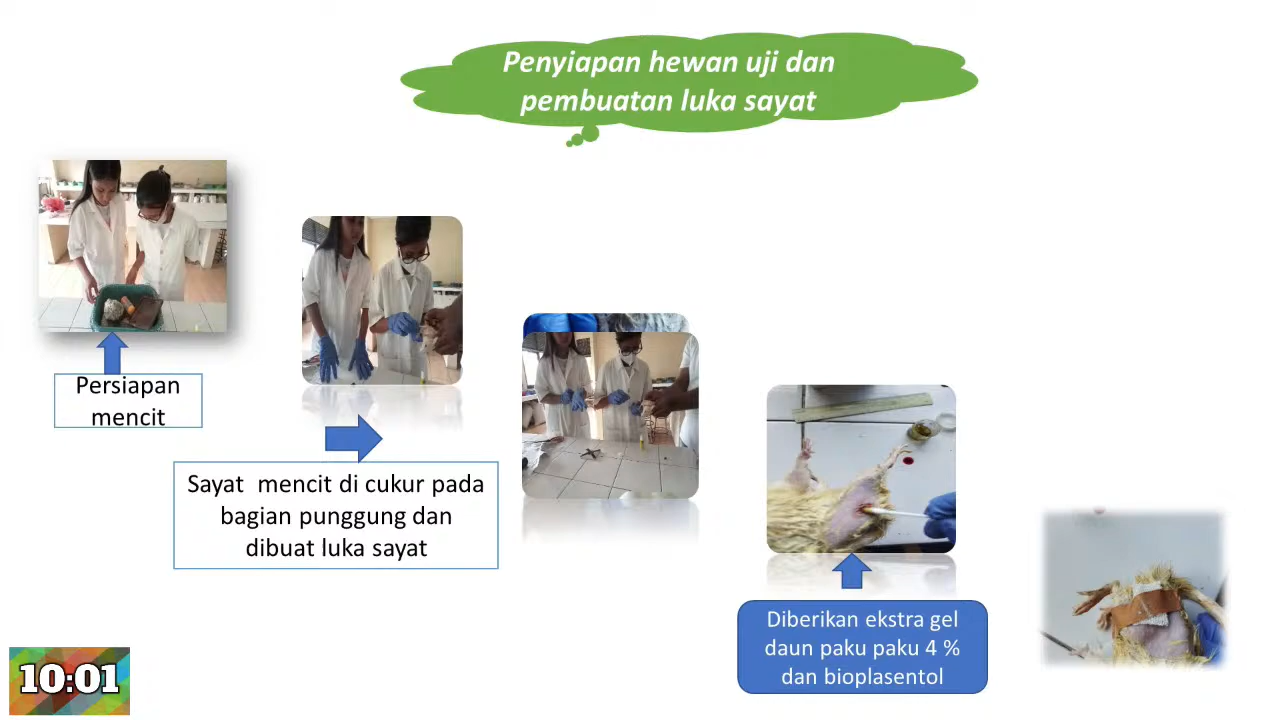 Penyiapan hewan uji dan
pembuatan luka sayat
Persiapan
mencit
Sayat mencit di cukur pada
bagian punggung dan
dibuat luka sayat
Diberikan ekstra gel
daun paku paku 4 %
dan bioplasentol
10:01